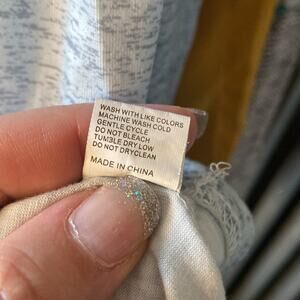 WASH WITH LIKE COLORS
MACHINE WASH COLD
GENTLE CYCLE
DO NOT BLEACH
TUMBLE DRY LOW
DO NOT DRYCLEAN
MADE IN CHINA